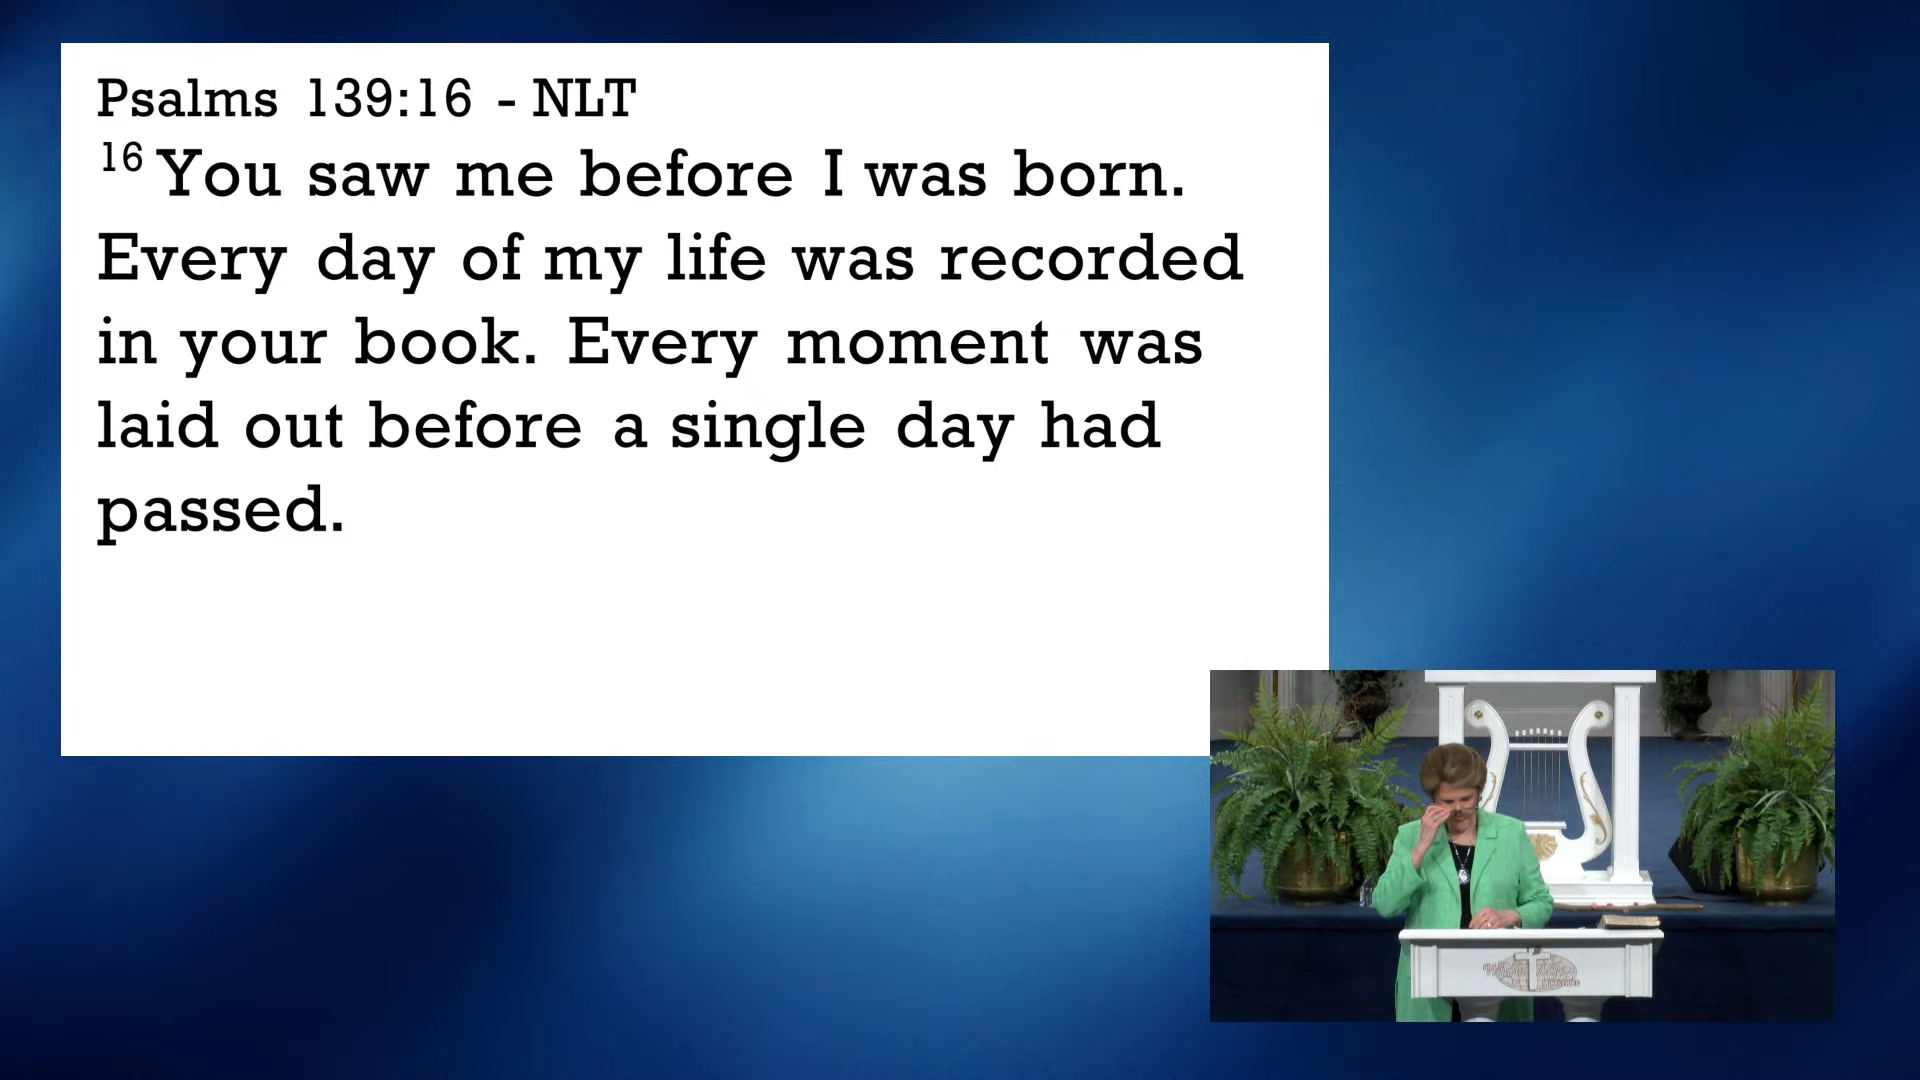 Psalms 139:16 - NLT
16 You saw me before I was born.
Every day of my life was recorded
in your book. Every moment was
laid out before a single day had
passed.